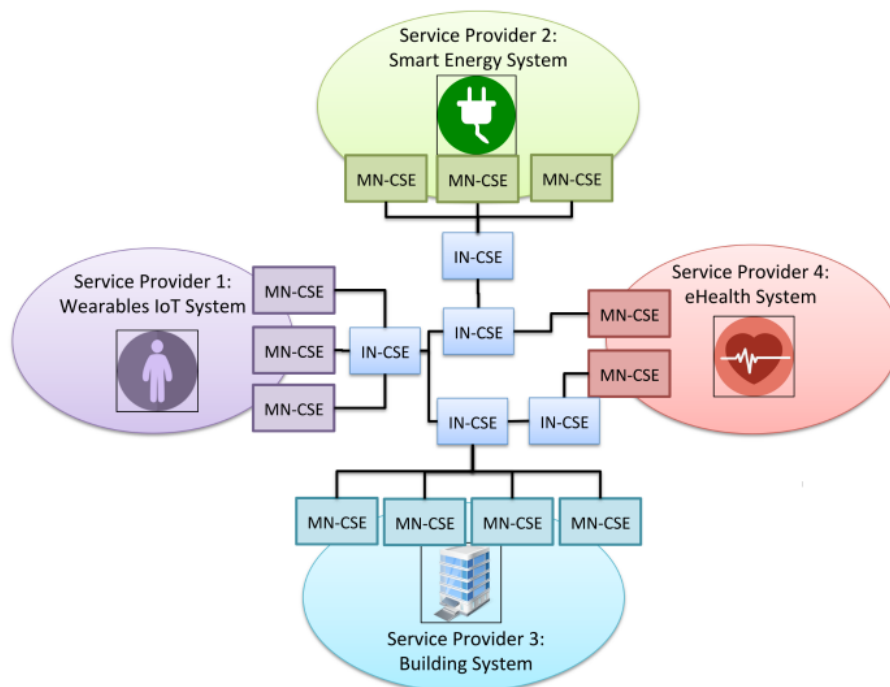 Service Provider 2:
Smart Energy System
MN-CSE
MN-CSE
MN-CSE
IN-CSE
Service Provider 1:
Wearables IoT System
MN-CSE
MN-CSE
MN-CSE
IN-CSE
IN-CSE
Service Provider 4:
eHealth System
MN-CSE
MN-CSE
IN-CSE
IN-CSE
MN-CSE
MN-CSE
MN-CSE
MN-CSE
Service Provider 3:
Building System